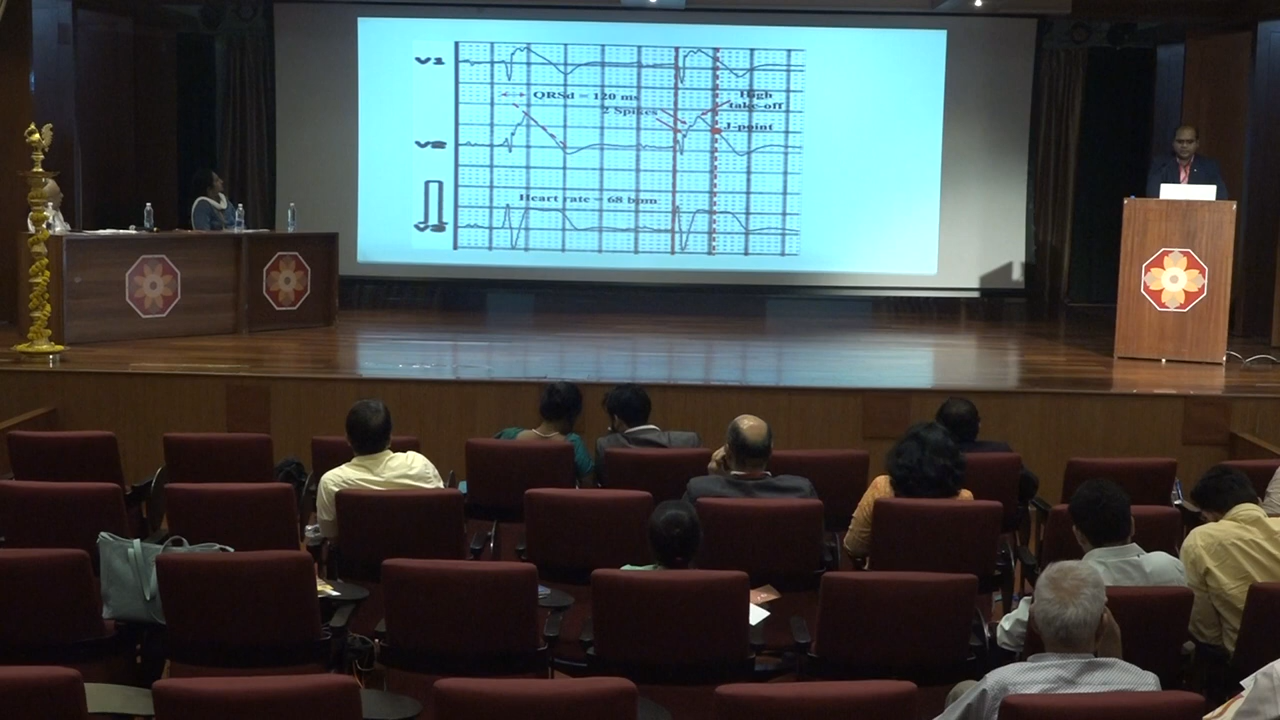 V1
QRSd = 120 ms
High
take-off
2 Spikes
J-point
V2
Heart rate = 68 bpm
V3